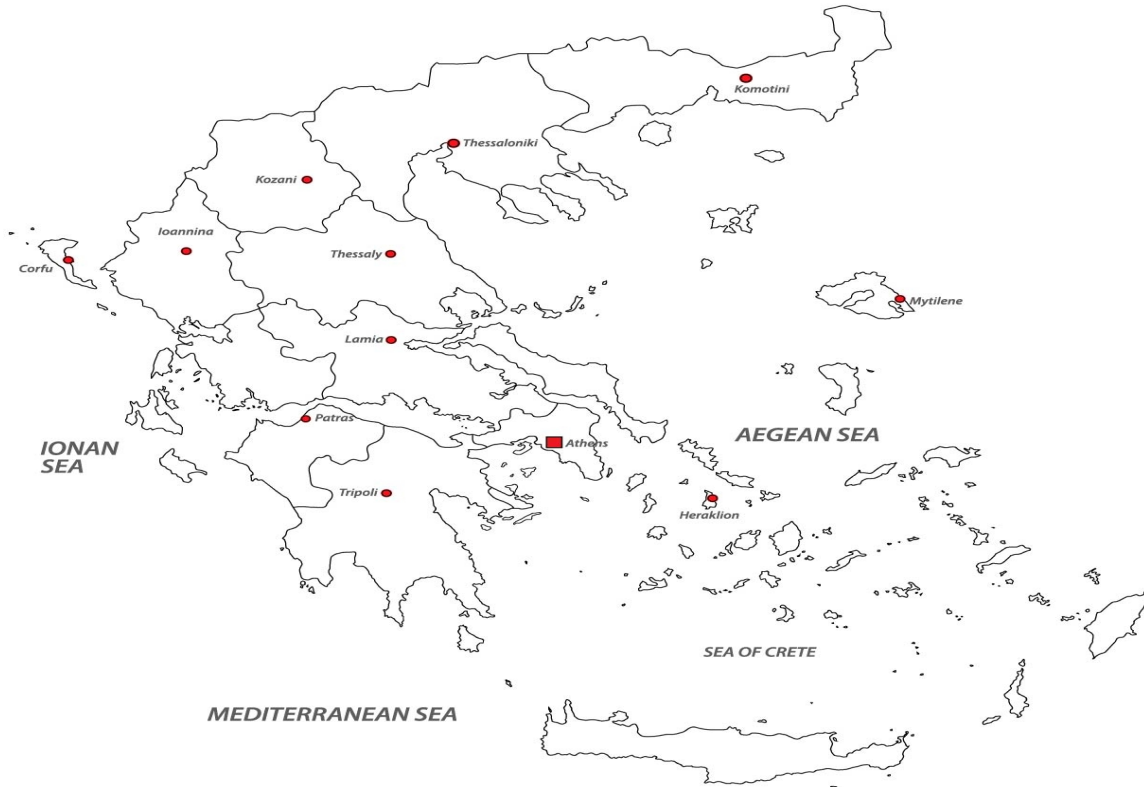 Komotini
Thessaloniki
Kozani
Ioannina
Thessaly
Corfu
Mytilene
Lamia
Patras
IONAN
SEA
AEGEAN SEA
Athens
Tripoli
Heraklion
SEA OF CRETE
MEDITERRANEAN SEA